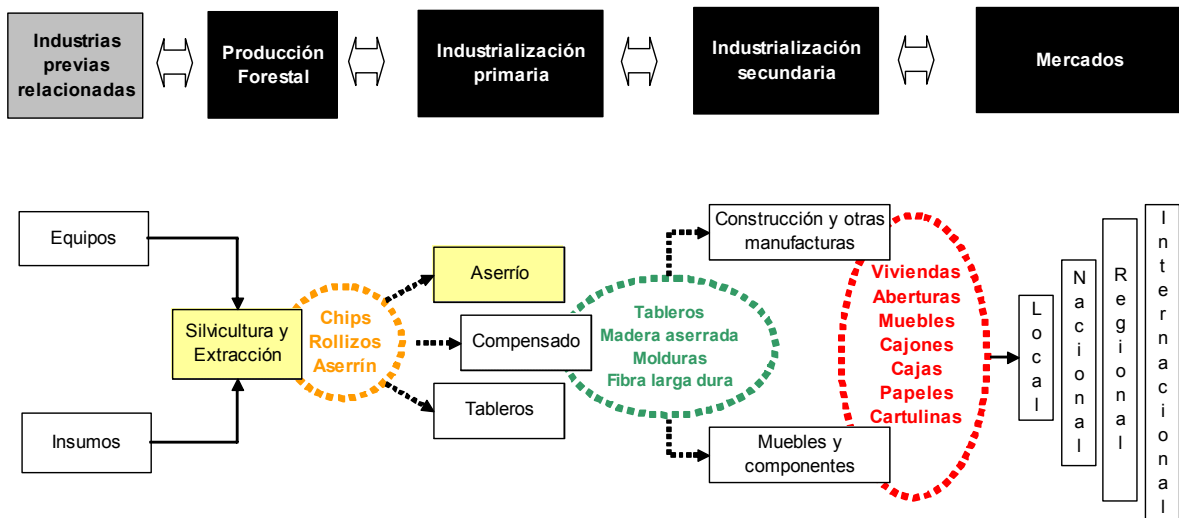 Industrias
previas
relacionadas
Producción
Forestal
Industrialización
primaria
Industrialización
secundaria
Mercados
Equipos
Insumos
Silvicultura y
Extracción
Chips
Rollizos
Aserrín
Aserrío
Compensado
Tableros
Tableros
Madera aserrada
Molduras
Fibra larga dura
Construcción y otras
manufacturas
Muebles y
componentes
Viviendas
Aberturas
Muebles
Cajones
Cajas
Papeles
Cartulinas
Local
Nacional
Regional
Internacional